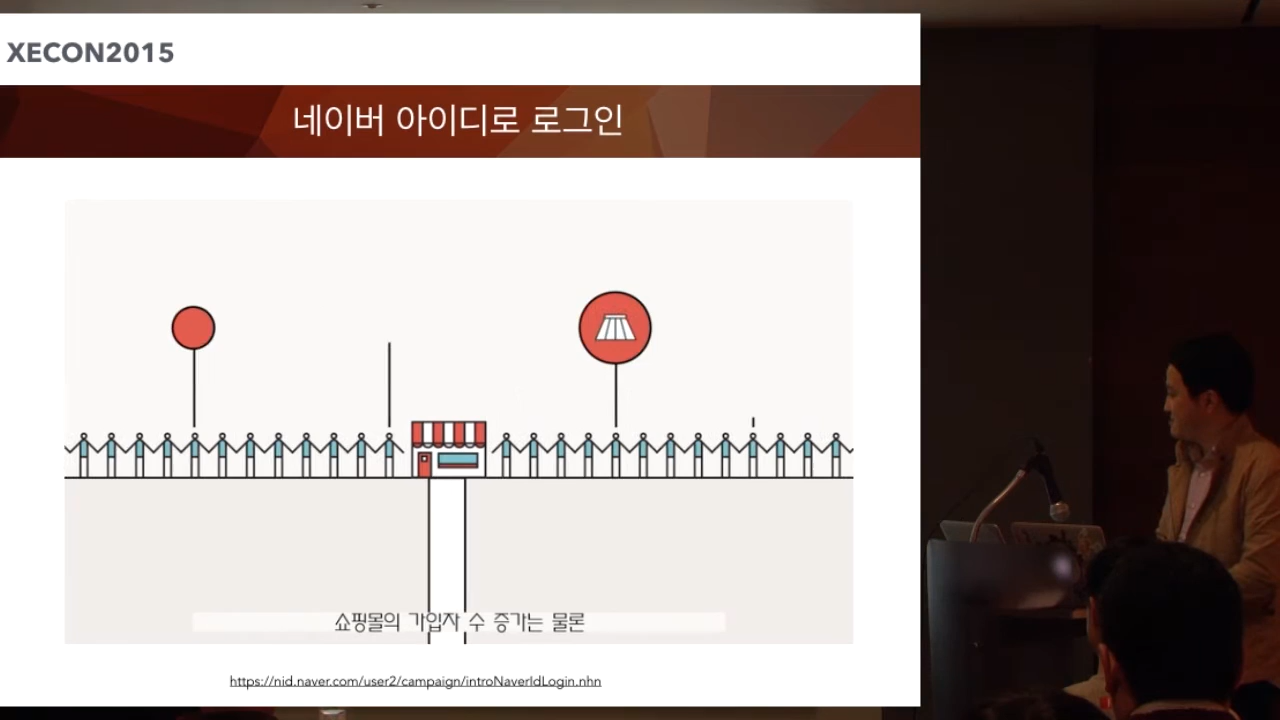 XECON2015
네이버 아이디로 로그인
쇼핑몰의 가입자 수 증가는 물론
https://nid.naver.com/user2/campaign/introNaverIdLogin.nhn